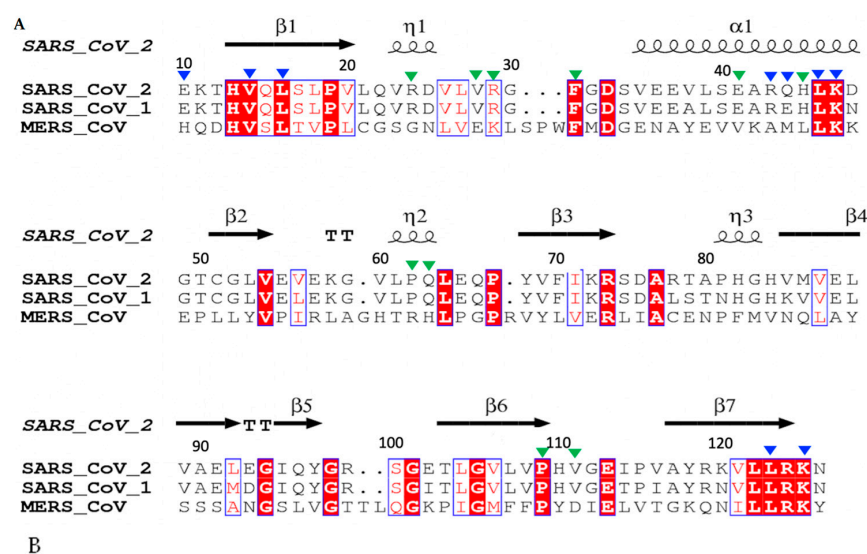 A
β1 η1 α1
SARS_CoV_2
10 20 30 40
SARS_CoV_2 EKTHVQLSLPVLQVRDVLVRG...FGDSVEEVLSEARQHLKD
SARS_CoV_1 EKTHVQLSLPVLQVRDVLVRG...FGDSVEEALSEAREHLKN
MERS_CoV HQDHVSLTVPLCGSGNLVEKLSPWFMDGENAYEVVKAMLLKK
β2 η2 β3 η3 β4
SARS_CoV_2 TT
50 60 70 80
SARS_CoV_2 GTCGLVEVEKG.VLPQLEQP.YVFIKRSDARTAPHGHVMVEL
SARS_CoV_1 GTCGLVELEKG.VLPQLEQP.YVFIKRSDALSTNHGHKVVEL
MERS_CoV EPLLYVPIRLAGHTRHLPGPRVYLVERLIACENPFMVNQLAY
β5 β6 β7
SARS_CoV_2 TT
90 100 110 120
SARS_CoV_2 VAELEGIQYGR..SGETLGVLVPHVGEIPVAYRKVLLRKN
SARS_CoV_1 VAEMDGIQYGR..SGITLGVLVPHVGETPIAYRNVLLRKN
MERS_CoV SSSANGSLVGTTLQGKPIGMFFPYDIELVTGKQNILLRKY
B